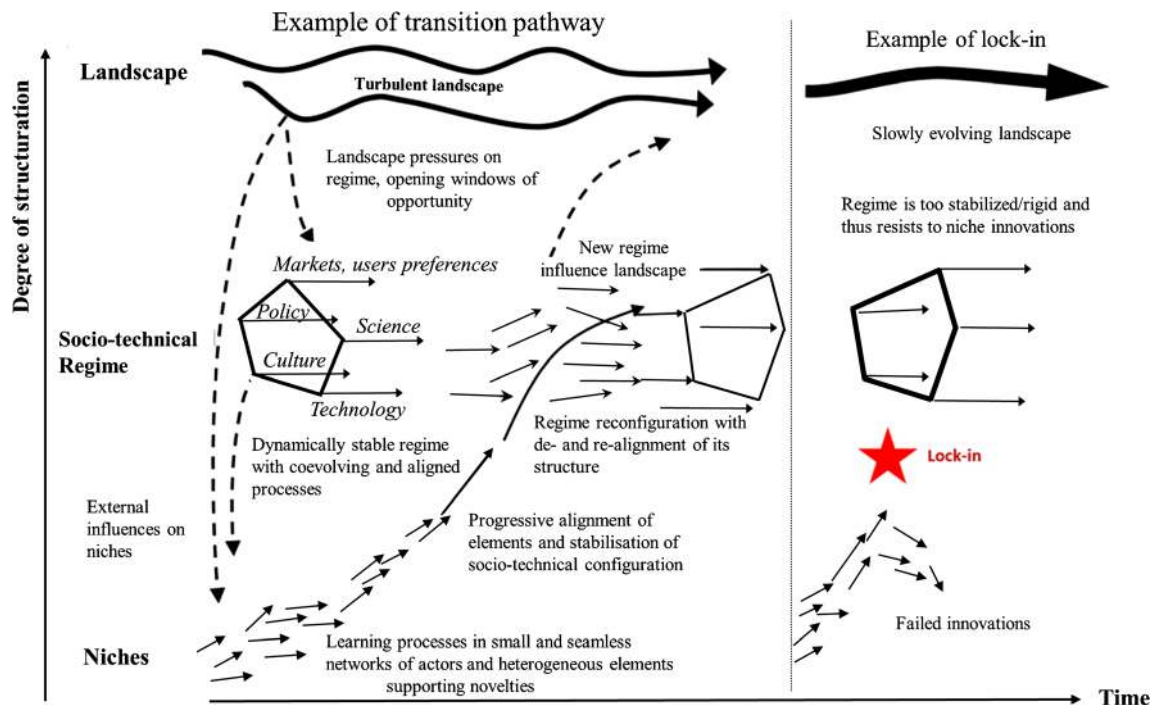 Example of transition pathway
Example of lock-in
Degree of structuration
Landscape
Turbulent landscape
Slowly evolving landscape
Landscape pressures on
regime, opening windows of
opportunity
Regime is too stabilized/rigid and
thus resists to niche innovations
New regime
influence landscape
Markets, users preferences
Policy
Science
Culture
Technology
Socio-technical
Regime
Dynamically stable regime
with coevolving and aligned
processes
Regime reconfiguration with
de- and re-alignment of its
structure
Lock-in
External
influences on
niches
Progressive alignment of
elements and stabilisation of
socio-technical configuration
Failed innovations
Niches
Learning processes in small and seamless
networks of actors and heterogeneous elements
supporting novelties
Time